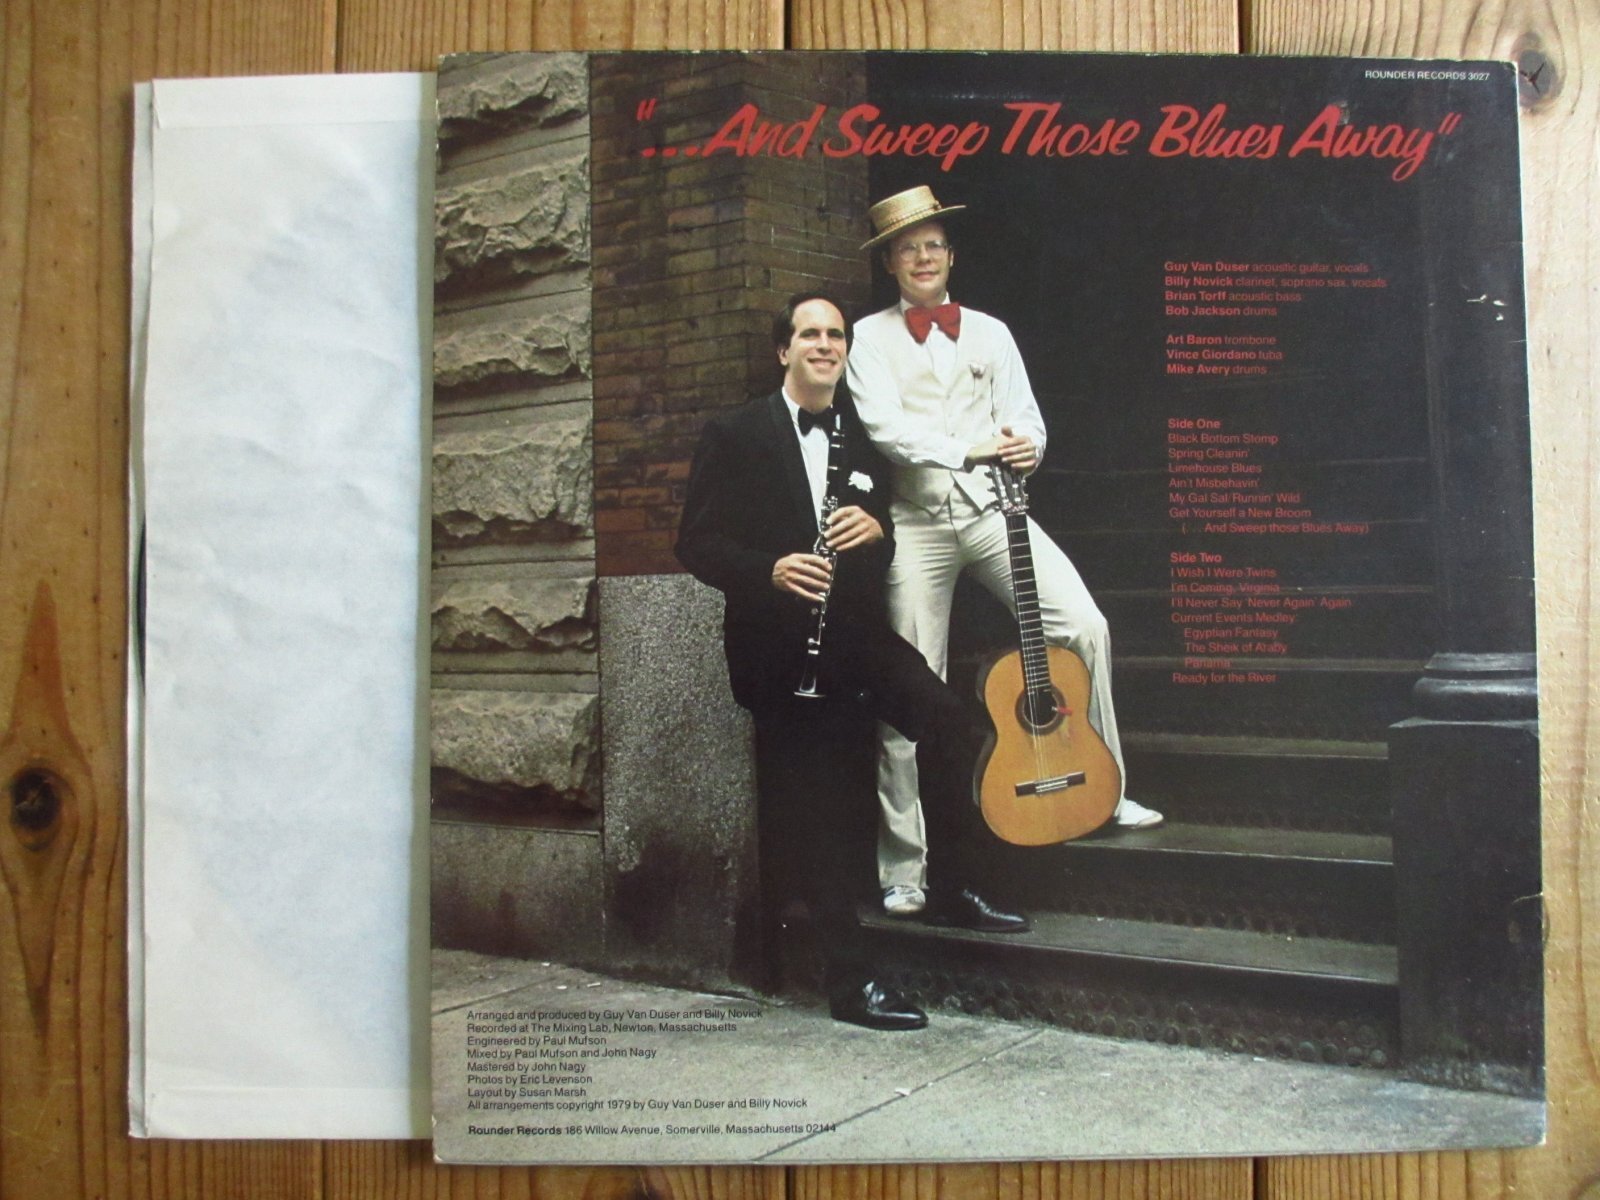 ROUNDER RECORDS 3027
"...And Sweep Those Blues Away"
Guy Van Duser acoustic guitar, vocals
Billy Novick clarinet, soprano sax, vocals
Brian Torff acoustic bass
Bob Jackson drums
Art Baron trombone
Vince Giordano tuba
Mike Avery drums
Side One
Black Bottom Stomp
Spring Cleanin'
Limehouse Blues
Ain't Misbehavin'
My Gal Sal/Runnin' Wild
Get Yourself a New Broom
(... And Sweep those Blues Away)
Side Two
I Wish I Were Twins
I'm Coming, Virginia
I'll Never Say 'Never Again' Again
Current Events Medley:
Egyptian Fantasy
The Sheik of Araby
Panama
Ready for the River
Arranged and produced by Guy Van Duser and Billy Novick
Recorded at The Mixing Lab, Newton, Massachusetts
Engineered by Paul Mufson
Mixed by Paul Mufson and John Nagy
Mastered by John Nagy
Photos by Eric Levenson
Layout by Susan Marsh
All arrangements copyright 1979 by Guy Van Duser and Billy Novick
Rounder Records 186 Willow Avenue, Somerville, Massachusetts 02144